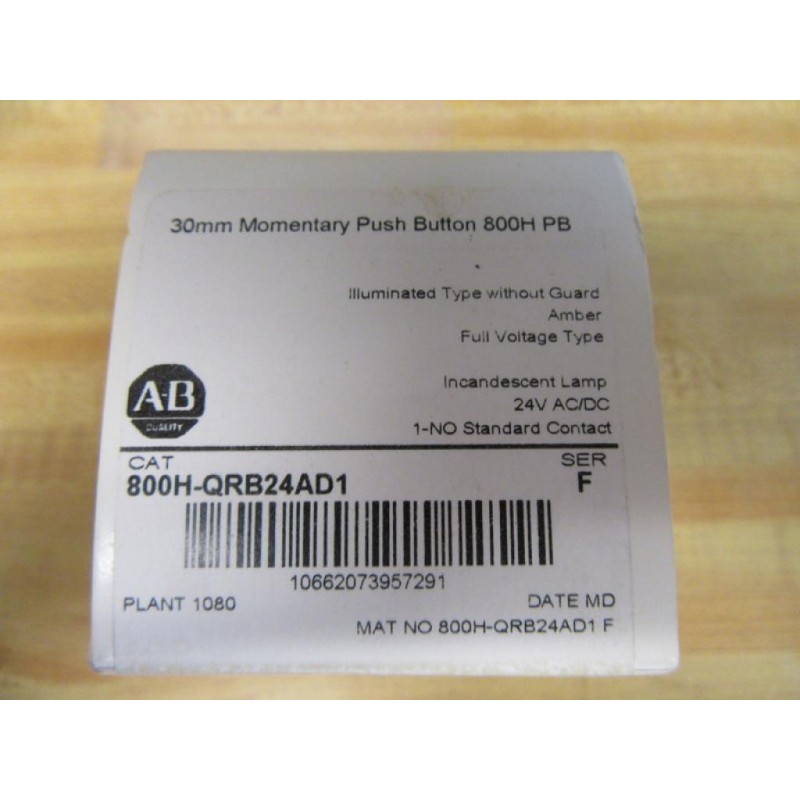 30mm Momentary Push Button 800H PB
Illuminated Type without Guard
Amber
Full Voltage Type
Incandescent Lamp
24V AC/DC
1-NO Standard Contact
A-B
QUALITY
CAT
SER
800H-QRB24AD1
F
10662073957291
PLANT 1080
DATE MD
MAT NO 800H-QRB24AD1 F